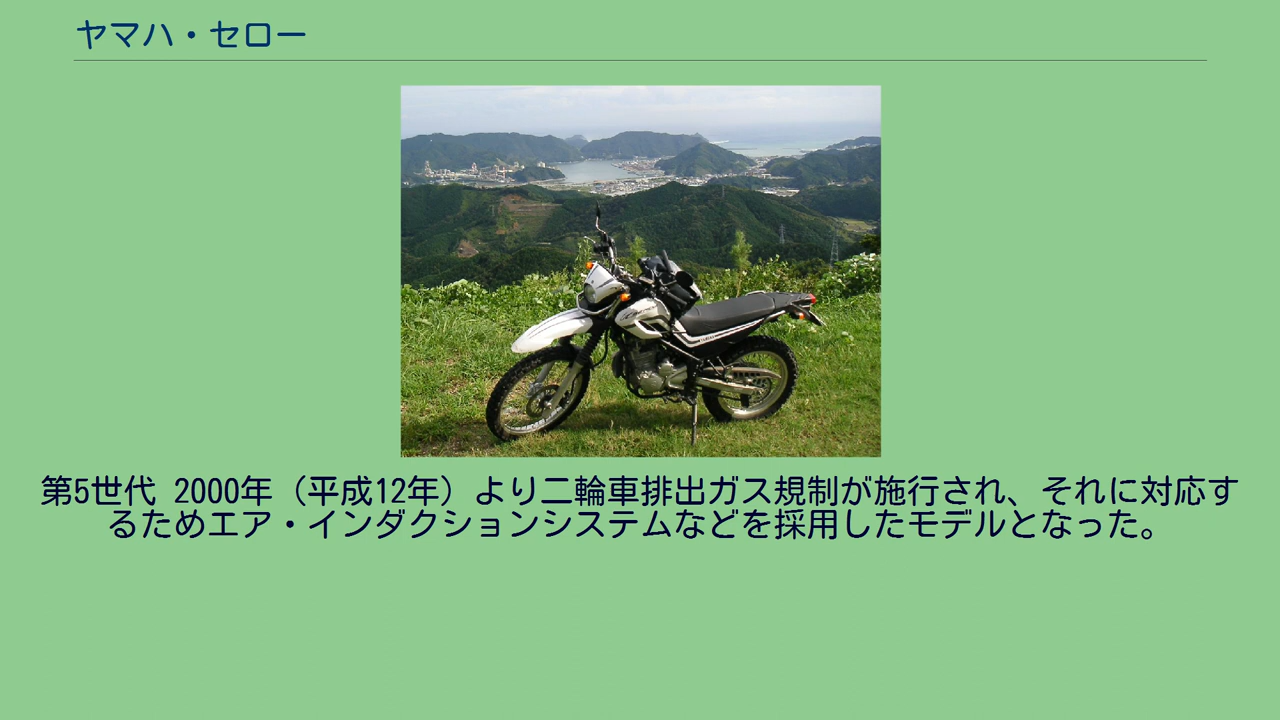 ヤマハ・セロー
第5世代 2000年（平成12年）より二輪車排出ガス規制が施行され、それに対応す
るためエア・インダクションシステムなどを採用したモデルとなった。